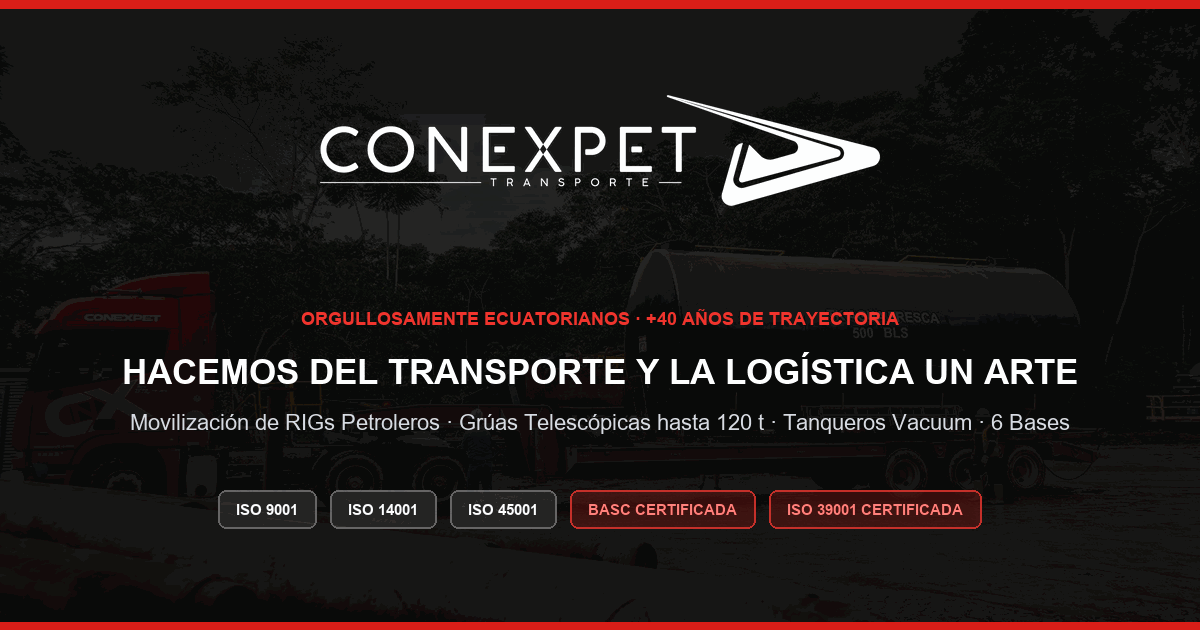 CONEXPET
TRANSPORTE
CONEXPET
ORGULLOSAMENTE ECUATORIANOS · +40 AÑOS DE TRAYECTORIA
500 BLS
HACEMOS DEL TRANSPORTE Y LA LOGÍSTICA UN ARTE
CX
Movilización de RIGs Petroleros · Grúas Telescópicas hasta 120 t · Tanqueros Vacuum · 6 Bases
ISO 9001 ISO 14001 ISO 45001 BASC CERTIFICADA ISO 39001 CERTIFICADA